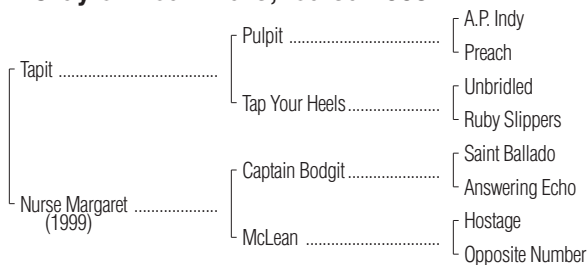 A.P. Indy
Pulpit
Preach
Tapit
Unbridled
Tap Your Heels
Ruby Slippers
Saint Ballado
Captain Bodgit
Answering Echo
Nurse Margaret
(1999)
Hostage
McLean
Opposite Number